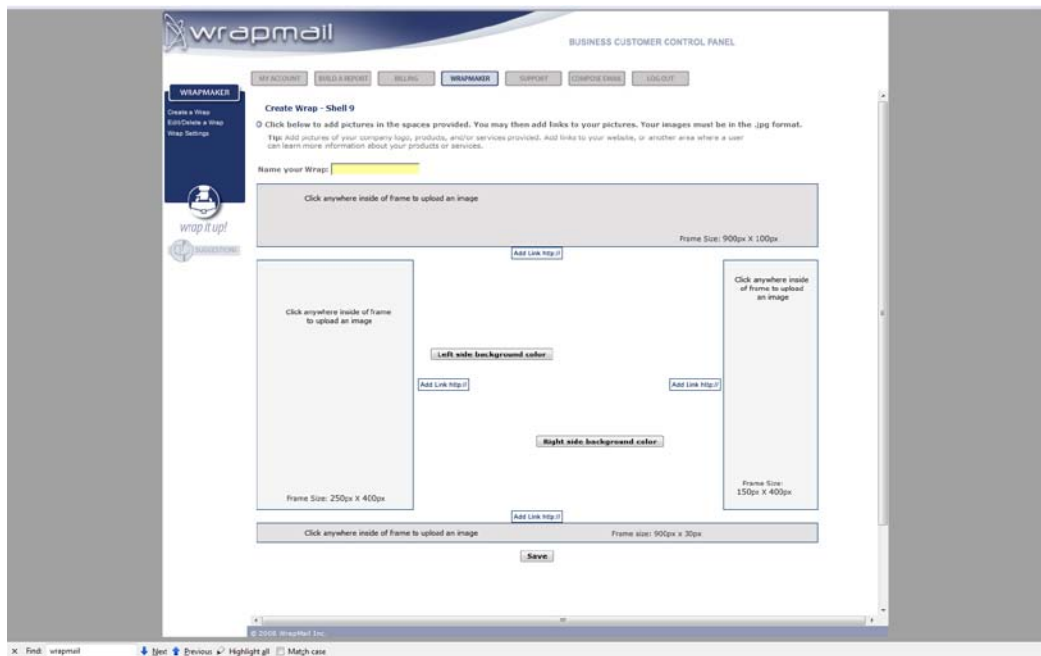 wrapmail
BUSINESS CUSTOMER CONTROL PANEL
MY ACCOUNT BUILD A REPORT BILLING WRAPMAKER SUPPORT COMPOSE EMAIL LOG OUT
WRAPMAKER
Create a Wrap
Edit/Delete a Wrap
Wrap Settings
wrap it up!
SUGGESTIONS
Create Wrap - Shell 9
Click below to add pictures in the spaces provided. You may then add links to your pictures. Your images must be in the .jpg format.
Tip: Add pictures of your company logo, products, and/or services provided. Add links to your website, or another area where a user
can learn more information about your products or services.
Name your Wrap:
Click anywhere inside of frame to upload an image
Frame Size: 900px X 100px
Add Link http://
Click anywhere inside of frame
to upload an image
Frame Size: 250px X 400px
Left side background color
Add Link http://
Add Link http://
Right side background color
Click anywhere inside
of frame to upload
an image
Frame Size:
150px X 400px
Add Link http://
Click anywhere inside of frame to upload an image
Frame size: 900px x 30px
Save
© 2008 WrapMail Inc.
x Find: wrapmail Next Previous Highlight all Match case